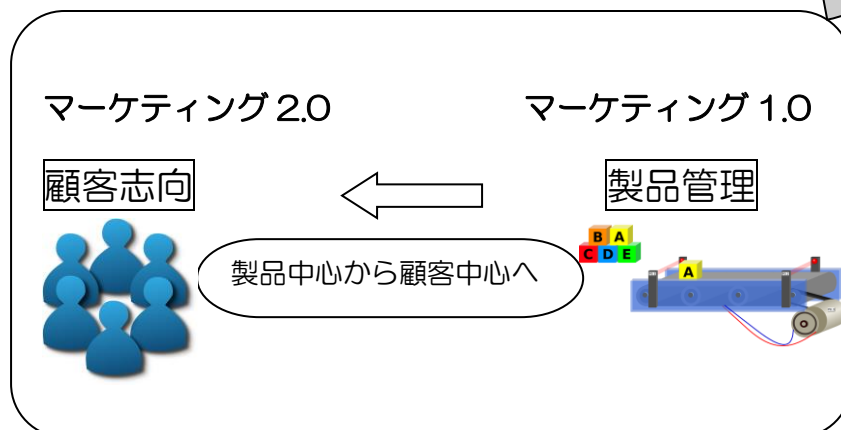 マーケティング 2.0
マーケティング 1.0
顧客志向
製品管理
製品中心から顧客中心へ
B A
C D E
A